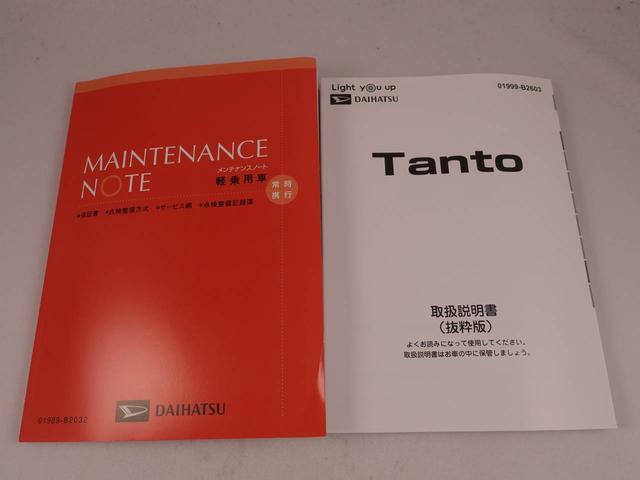 MAINTENANCE
NOTE
メンテナンスノート
軽乗用車
常時
携行
●保証書 ●点検整備方式 ●サービス網 ●点検整備記録簿
DAIHATSU
01989-B2032
Light you up
DAIHATSU
01999-B2603
Tanto
取扱説明書
（抜粋版）
よくお読みになって使用してください。
取扱説明書はお車の中に保管しましょう。